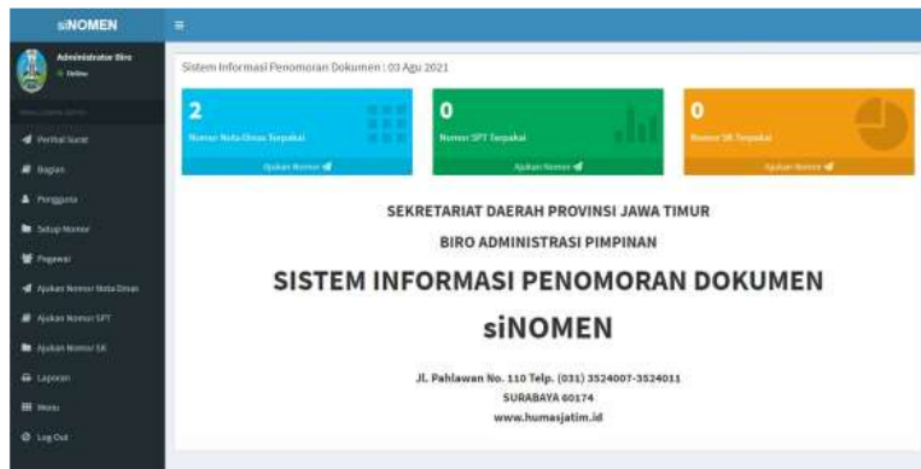 siNOMEN
Administrator Biro
Online
Perihal Surat
Bagian
Pengguna
Setup Nomor
Pegawai
Ajukan Nomor Nota Dinas
Ajukan Nomor SPT
Ajukan Nomor SK
Laporan
Menu
Log Out
Sistem Informasi Penomoran Dokumen : 03 Agu 2021
2
Nomor Nota Dinas Terpakai
Ajukan Nomor
0
Nomor SPT Terpakai
Ajukan Nomor
0
Nomor SK Terpakai
Ajukan Nomor
SEKRETARIAT DAERAH PROVINSI JAWA TIMUR
BIRO ADMINISTRASI PIMPINAN
SISTEM INFORMASI PENOMORAN DOKUMEN
siNOMEN
Jl. Pahlawan No. 110 Telp. (031) 3524007-3524011
SURABAYA 60174
www.humasjatim.id